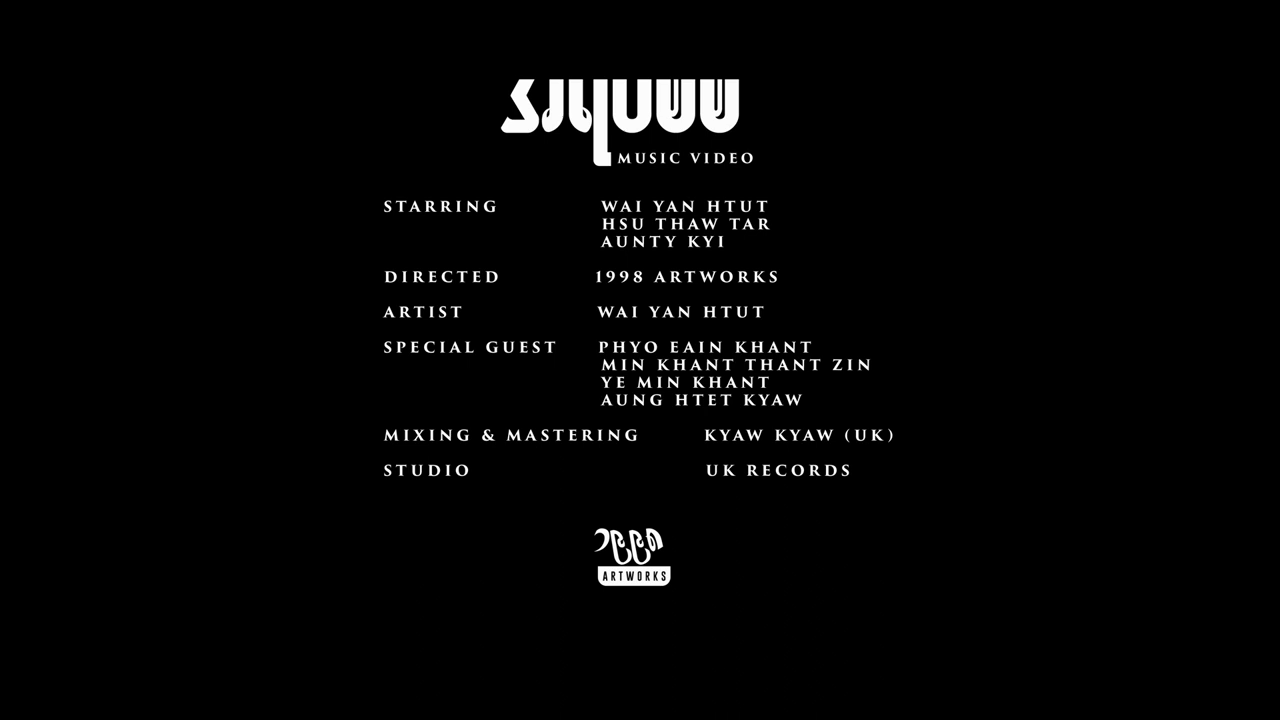 MUSIC VIDEO
STARRING WAI YAN HTUT
HSU THAW TAR
AUNTY KYI
DIRECTED 1998 ARTWORKS
ARTIST WAI YAN HTUT
SPECIAL GUEST PHYO EAIN KHANT
MIN KHANT THANT ZIN
YE MIN KHANT
AUNG HTET KYAW
MIXING & MASTERING KYAW KYAW (UK)
STUDIO UK RECORDS
ARTWORKS